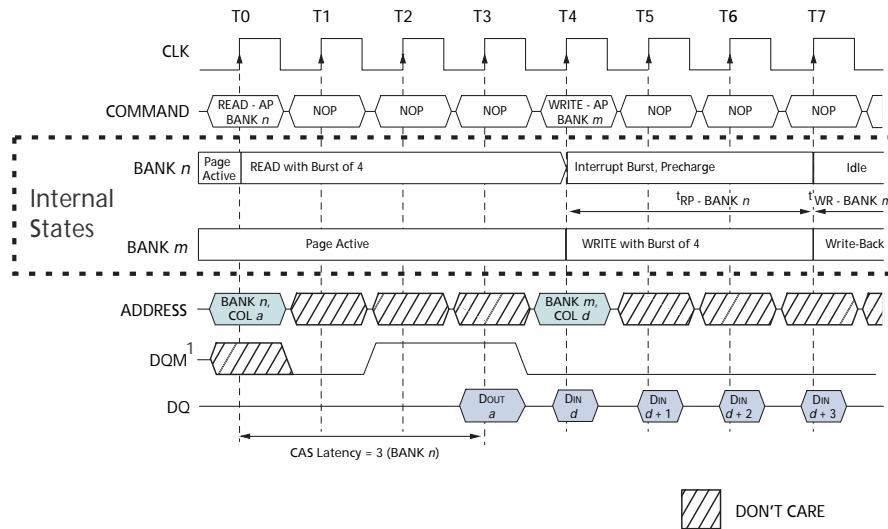 T0 T1 T2 T3 T4 T5 T6 T7
CLK
COMMAND
READ - AP
BANK n
NOP
NOP
NOP
WRITE - AP
BANK m
NOP
NOP
NOP
Internal
States
BANK n
Page
Active
READ with Burst of 4
Interrupt Burst, Precharge
Idle
tRP - BANK n
tWR - BANK m
BANK m
Page Active
WRITE with Burst of 4
Write-Back
ADDRESS
BANK n,
COL a
BANK m,
COL d
DQM1
DQ
DOUT
a
DIN
d
DIN
d + 1
DIN
d + 2
DIN
d + 3
CAS Latency = 3 (BANK n)
DON'T CARE